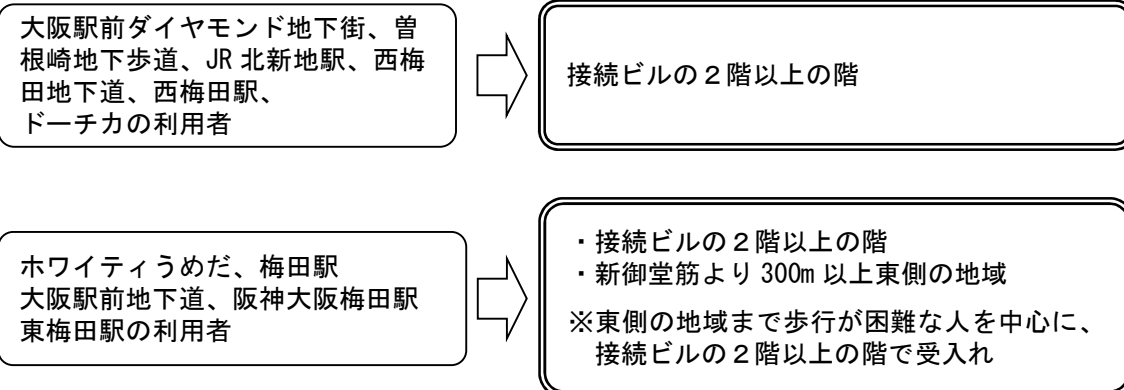 大阪駅前ダイヤモンド地下街、曽
根崎地下歩道、JR 北新地駅、西梅
田地下道、西梅田駅、
ドーチカの利用者
接続ビルの２階以上の階
ホワイティうめだ、梅田駅
大阪駅前地下道、阪神大阪梅田駅
東梅田駅の利用者
・接続ビルの２階以上の階
・新御堂筋より 300m 以上東側の地域
※東側の地域まで歩行が困難な人を中心に、
接続ビルの２階以上の階で受入れ